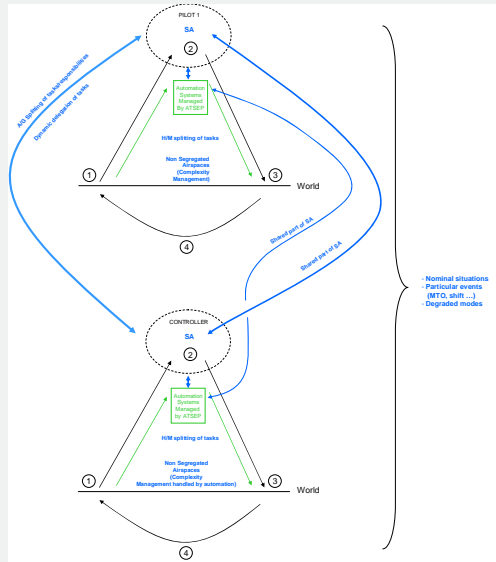 PILOT 1
SA
2
A/G Splitting of tasks/responsibilities
Dynamic delegation of tasks
Automation
Systems
Managed
By ATSEP
H/M splitting of tasks
Non Segregated
Airspaces
(Complexity
Management)
1
3
World
4
Shared part of SA
Shared part of SA
- Nominal situations
- Particular events
(MTO, shift ...)
- Degraded modes
CONTROLLER
SA
2
Automation
Systems
Managed
by ATSEP
H/M splitting of tasks
Non Segregated
Airspaces
(Complexity
Management handled by automation)
1
3
World
4